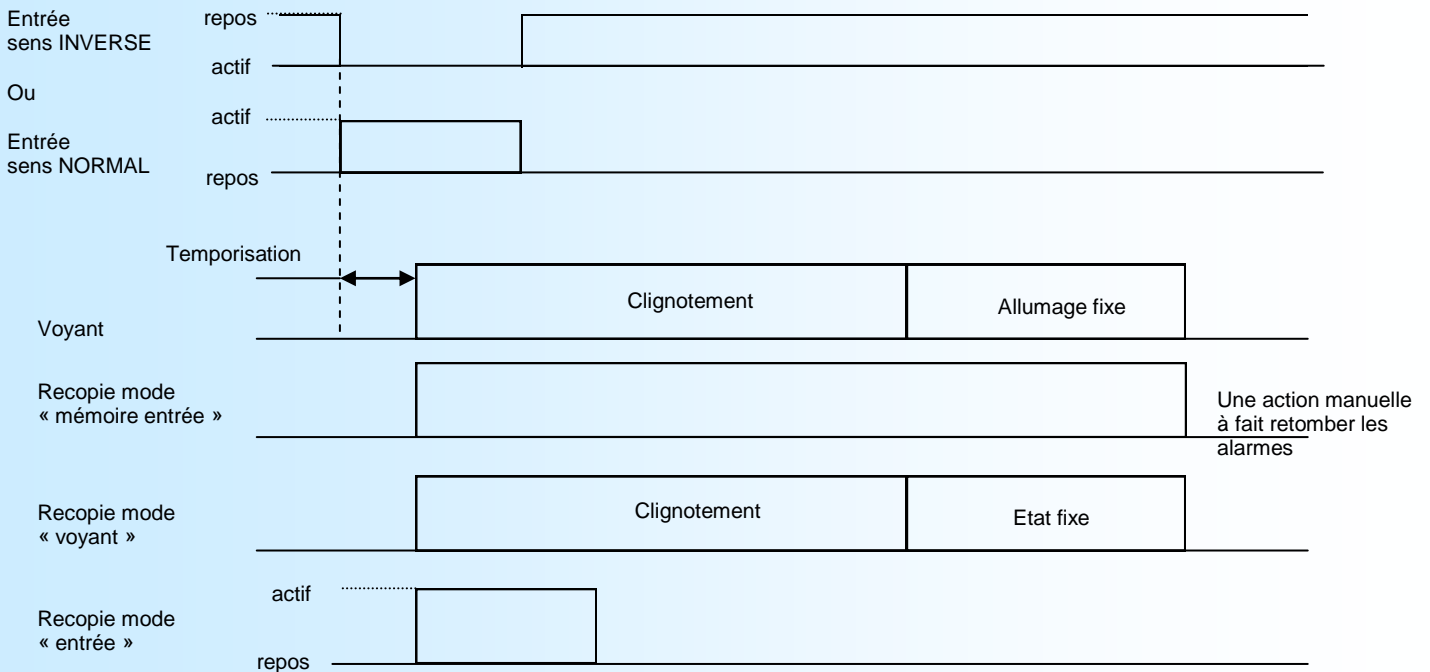 Entrée
sens INVERSE
repos
actif
Ou
actif
Entrée
sens NORMAL
repos
Temporisation
Clignotement
Allumage fixe
Voyant
Recopie mode
« mémoire entrée »
Une action manuelle
à fait retomber les
alarmes
Recopie mode
« voyant »
Clignotement
Etat fixe
actif
Recopie mode
« entrée »
repos